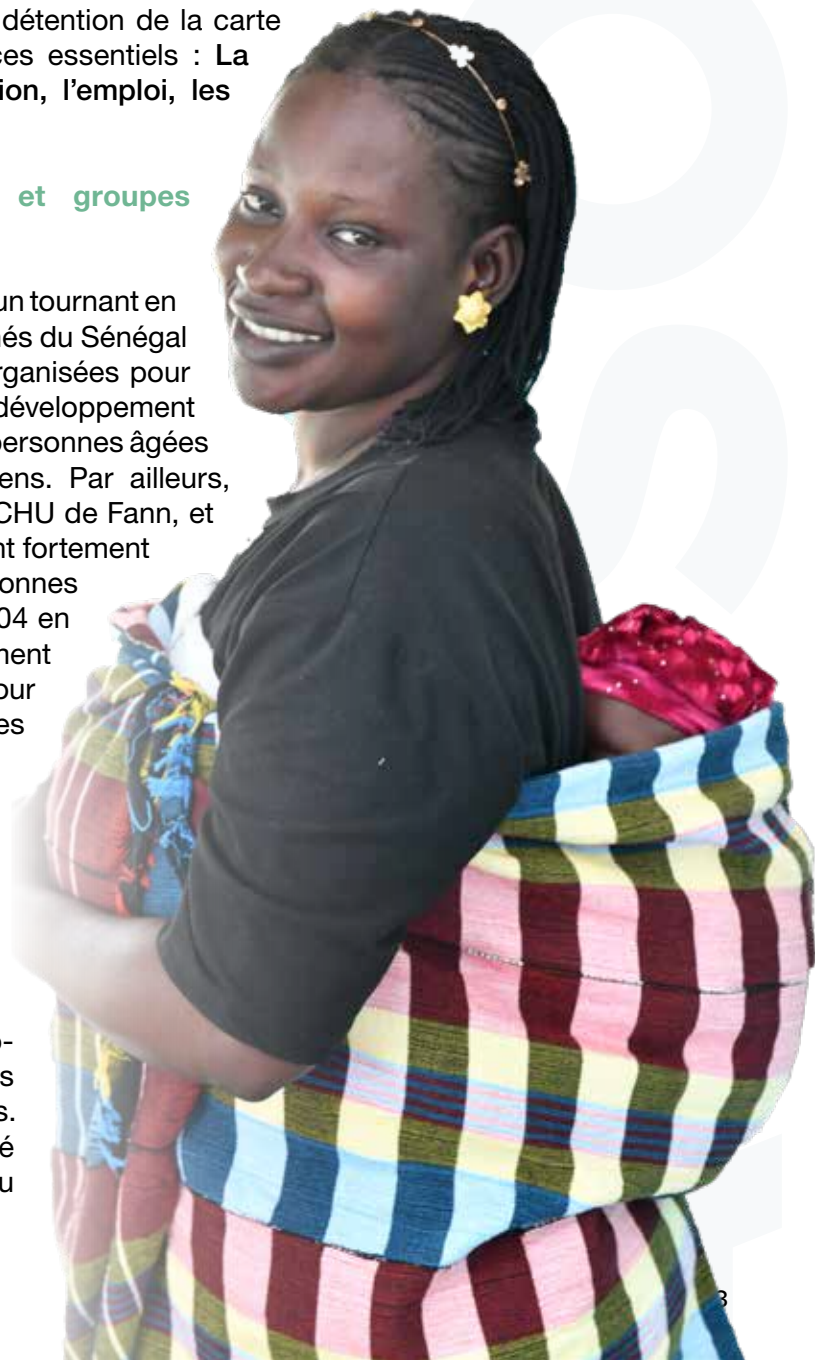 détention de la carte
ces essentiels : La
ion, l’emploi, les
et groupes
un tournant en
és du Sénégal
rganisées pour
développement
personnes âgées
ens. Par ailleurs,
CHU de Fann, et
nt fortement
onnes
04 en
ment
our
es
o-
s
s.
é
u
3